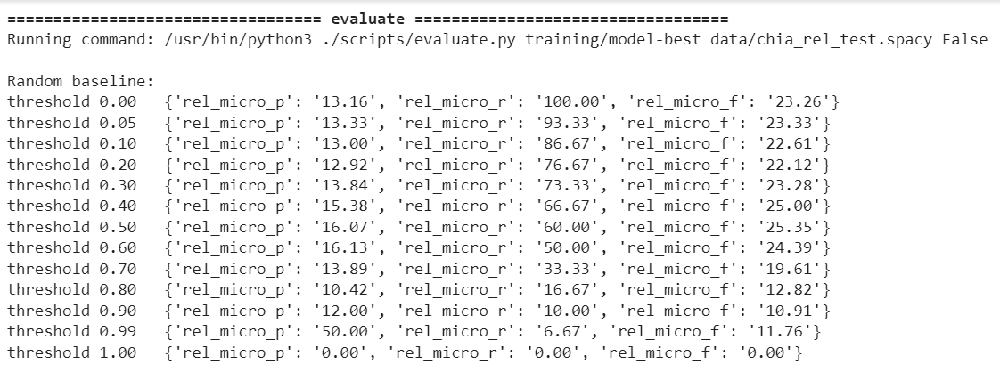 ================================== evaluate ==================================
Running command: /usr/bin/python3 ./scripts/evaluate.py training/model-best data/chia_rel_test.spacy False
Random baseline:
threshold 0.00   {'rel_micro_p': '13.16', 'rel_micro_r': '100.00', 'rel_micro_f': '23.26'}
threshold 0.05   {'rel_micro_p': '13.33', 'rel_micro_r': '93.33', 'rel_micro_f': '23.33'}
threshold 0.10   {'rel_micro_p': '13.00', 'rel_micro_r': '86.67', 'rel_micro_f': '22.61'}
threshold 0.20   {'rel_micro_p': '12.92', 'rel_micro_r': '76.67', 'rel_micro_f': '22.12'}
threshold 0.30   {'rel_micro_p': '13.84', 'rel_micro_r': '73.33', 'rel_micro_f': '23.28'}
threshold 0.40   {'rel_micro_p': '15.38', 'rel_micro_r': '66.67', 'rel_micro_f': '25.00'}
threshold 0.50   {'rel_micro_p': '16.07', 'rel_micro_r': '60.00', 'rel_micro_f': '25.35'}
threshold 0.60   {'rel_micro_p': '16.13', 'rel_micro_r': '50.00', 'rel_micro_f': '24.39'}
threshold 0.70   {'rel_micro_p': '13.89', 'rel_micro_r': '33.33', 'rel_micro_f': '19.61'}
threshold 0.80   {'rel_micro_p': '10.42', 'rel_micro_r': '16.67', 'rel_micro_f': '12.82'}
threshold 0.90   {'rel_micro_p': '12.00', 'rel_micro_r': '10.00', 'rel_micro_f': '10.91'}
threshold 0.99   {'rel_micro_p': '50.00', 'rel_micro_r': '6.67', 'rel_micro_f': '11.76'}
threshold 1.00   {'rel_micro_p': '0.00', 'rel_micro_r': '0.00', 'rel_micro_f': '0.00'}